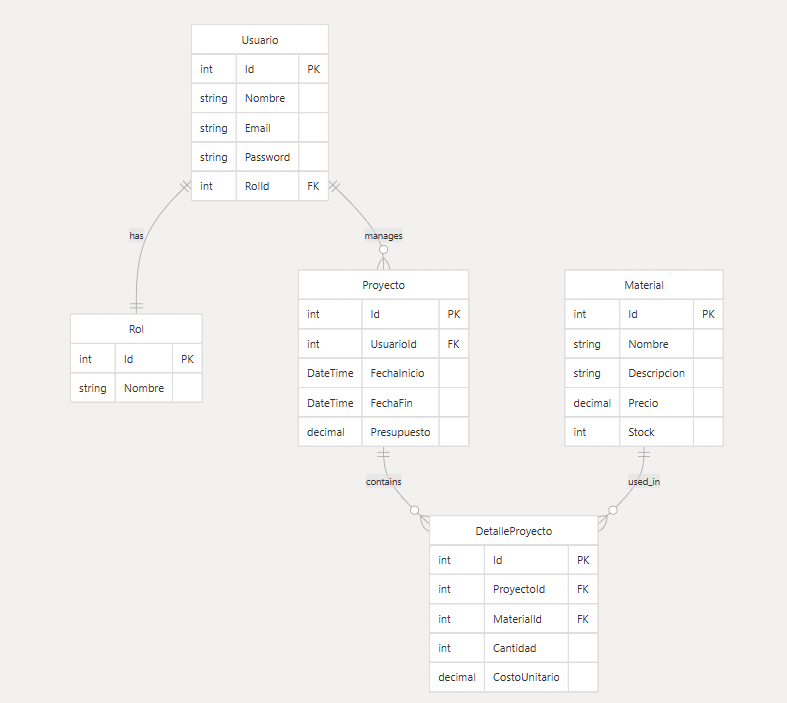 Usuario
int Id PK
string Nombre
string Email
string Password
int RolId FK
has
manages
Rol
int Id PK
string Nombre
Proyecto
int Id PK
int UsuarioId FK
DateTime FechaInicio
DateTime FechaFin
decimal Presupuesto
Material
int Id PK
string Nombre
string Descripcion
decimal Precio
int Stock
contains
used_in
DetalleProyecto
int Id PK
int ProyectoId FK
int MaterialId FK
int Cantidad
decimal CostoUnitario